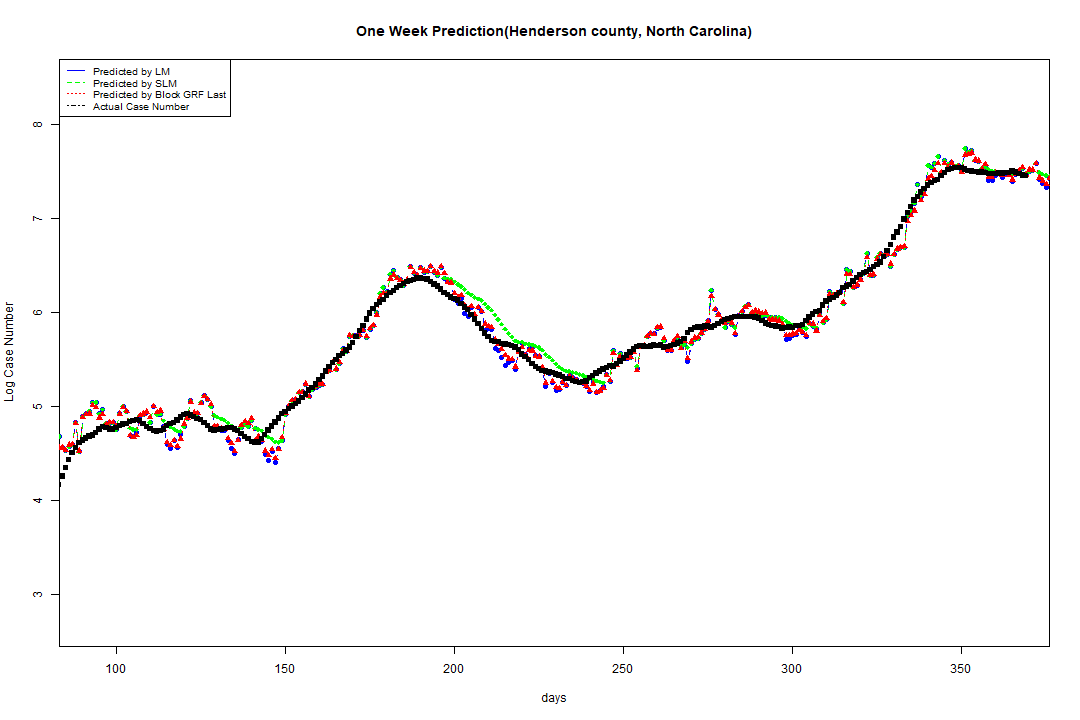 One Week Prediction(Henderson county, North Carolina)
Predicted by LM
Predicted by SLM
Predicted by Block GRF Last
Actual Case Number
8
7
6
5
4
3
Log Case Number
100 150 200 250 300 350
days